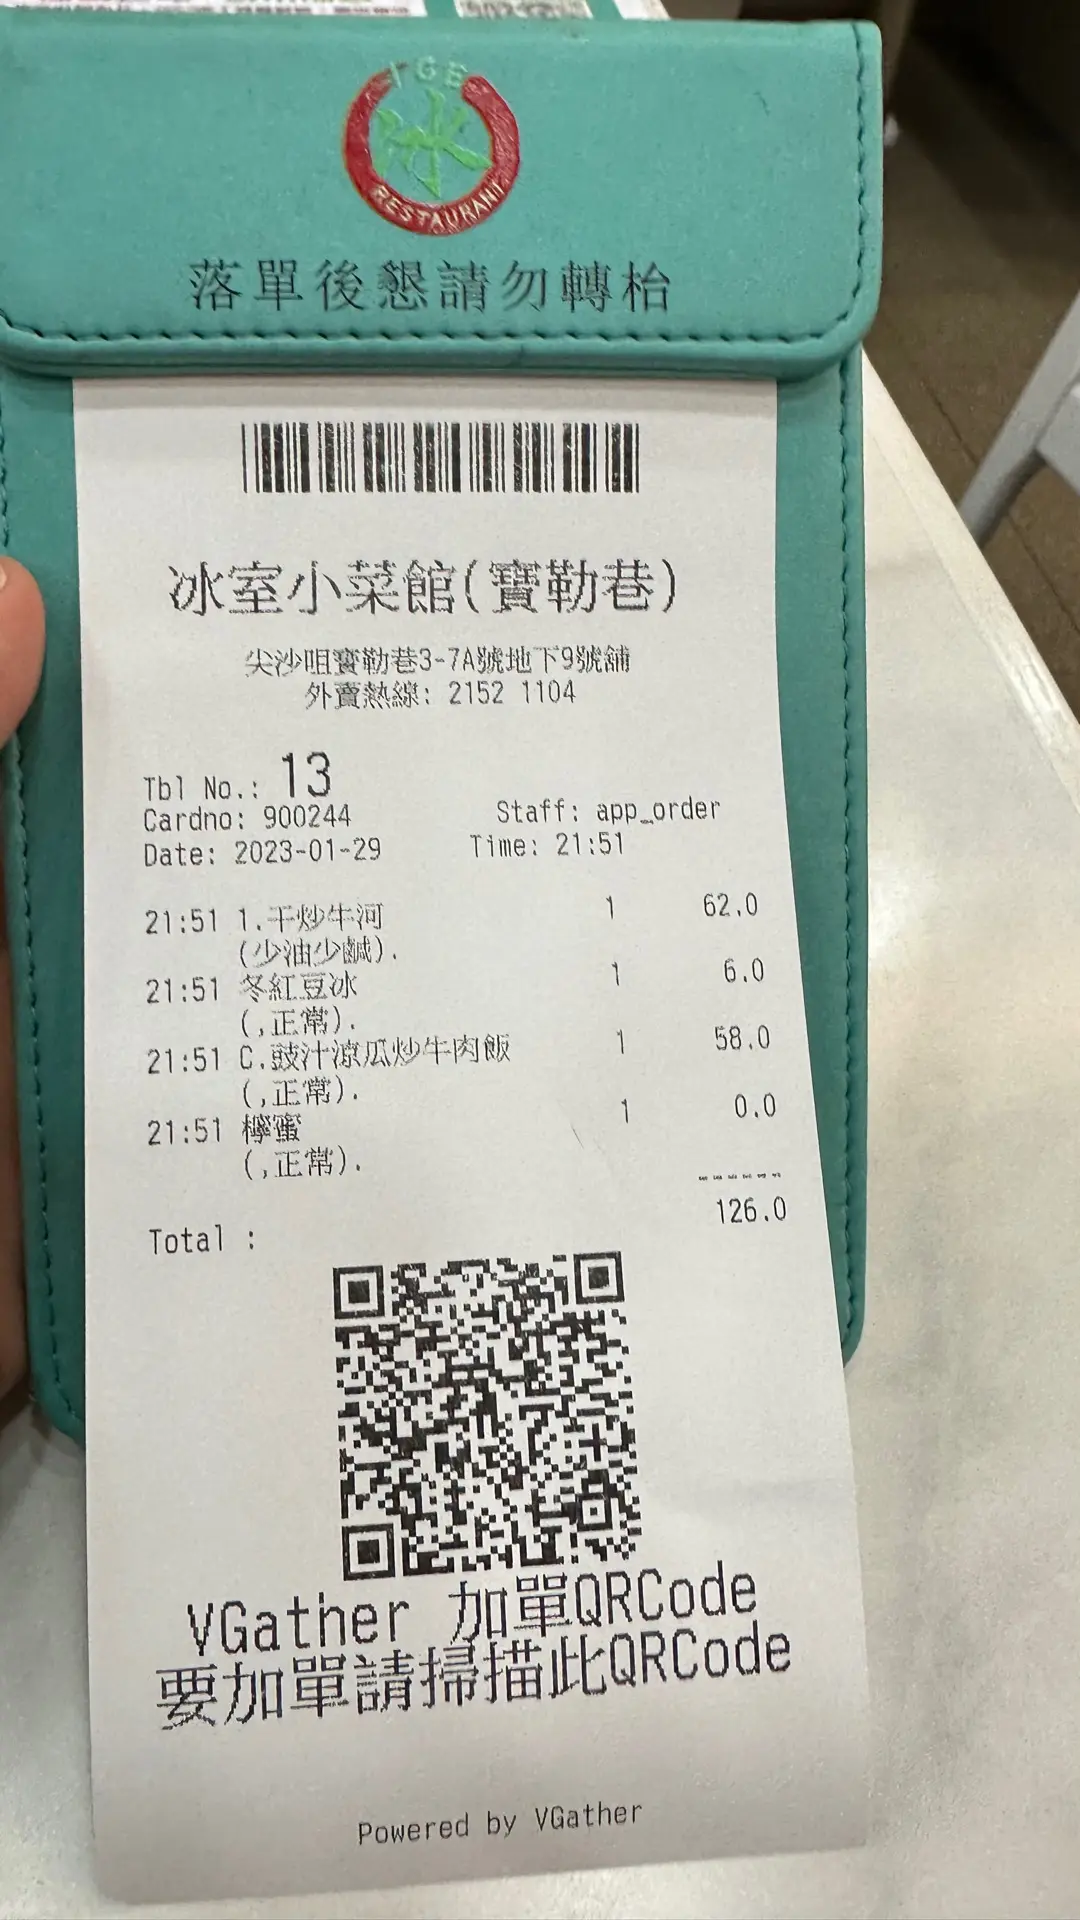 ICE
冰
RESTAURANT
落單後懇請勿轉枱
冰室小菜館(寶勒巷)
尖沙咀寶勒巷3-7A號地下9號舖
外賣熱線: 2152 1104
Tbl No.: 13
Cardno: 900244 Staff: app_order
Date: 2023-01-29 Time: 21:51
21:51 1.干炒牛河 1 62.0
(少油少鹹).
21:51 冬紅豆冰 1 6.0
(,正常).
21:51 C.豉汁涼瓜炒牛肉飯 1 58.0
(,正常).
21:51 檸蜜 1 0.0
(,正常).
------
Total : 126.0
VGather 加單QRCode
要加單請掃描此QRCode
Powered by VGather